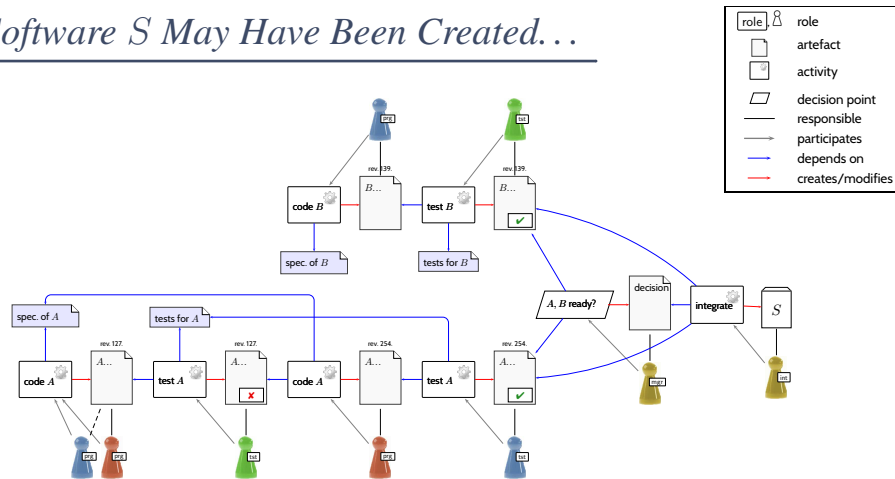 oftware S May Have Been Created...
role , role
artefact
activity
decision point
responsible
participates
depends on
creates/modifies
prg
tst
rev. 139.
rev. 139.
code B
B...
test B
B...
✔
spec. of B
tests for B
A, B ready?
decision
integrate
S
spec. of A
tests for A
rev. 127.
rev. 127.
rev. 254.
rev. 254.
code A
A...
test A
A...
✘
code A
A...
test A
A...
✔
mgr
int
prg
prg
tst
prg
tst